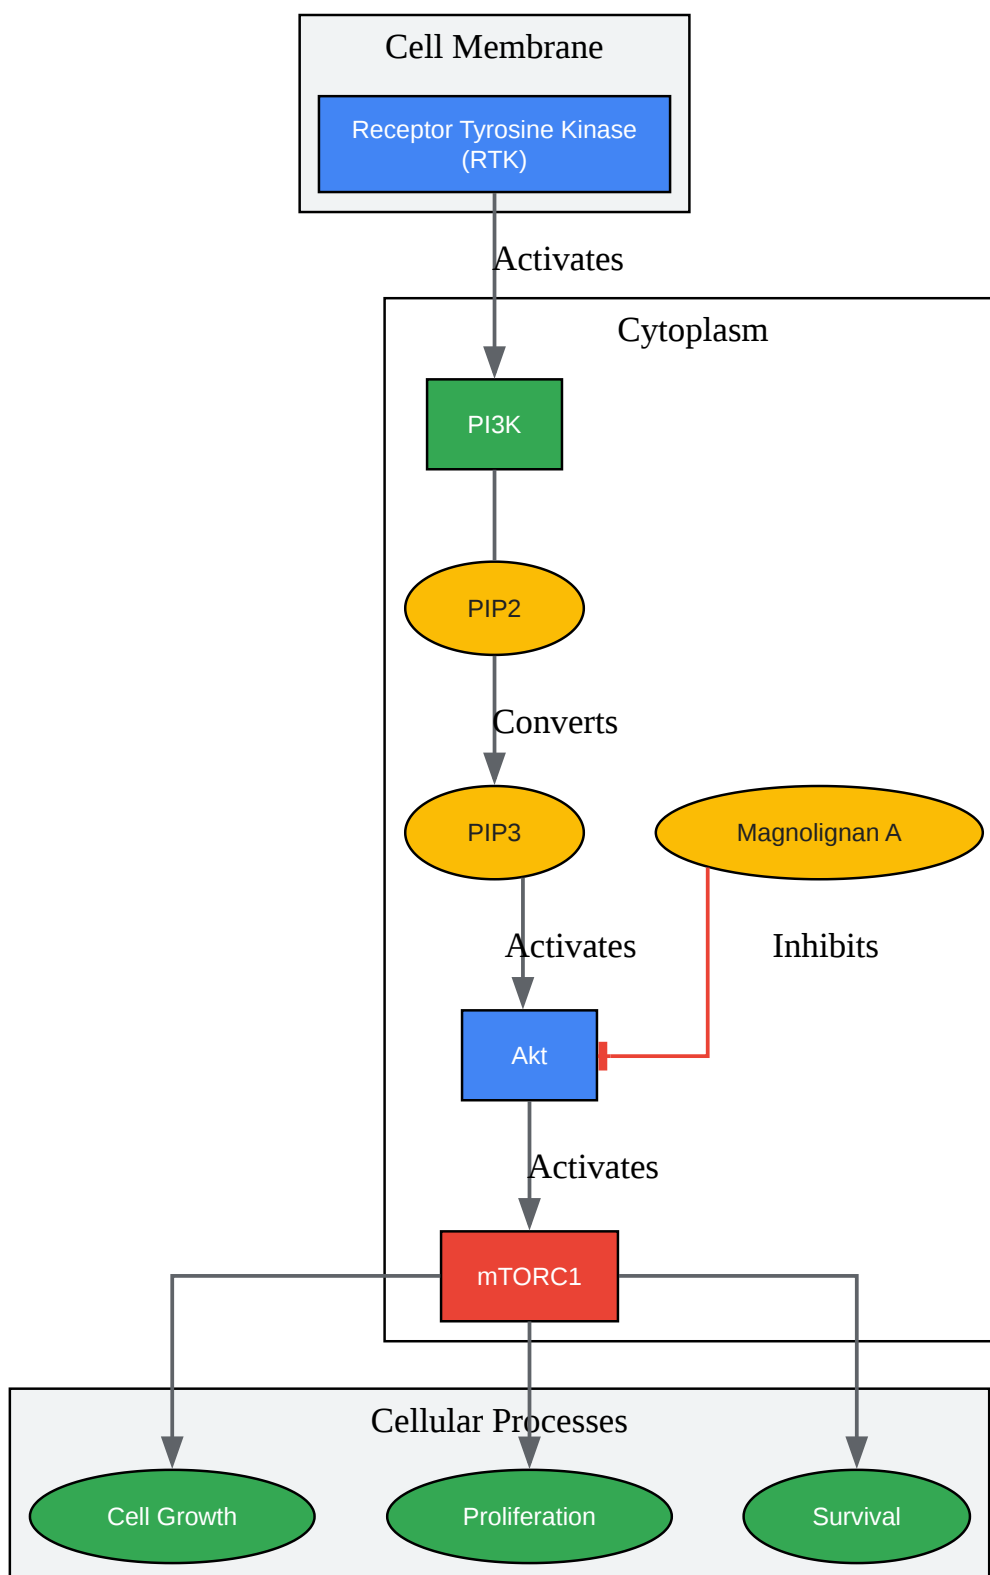 Cell Membrane
Receptor Tyrosine Kinase
(RTK)
Activates
Cytoplasm
PI3K
PIP2
Converts
PIP3
Magnolignan A
Activates
Inhibits
Akt
Activates
mTORC1
Cellular Processes
Cell Growth
Proliferation
Survival